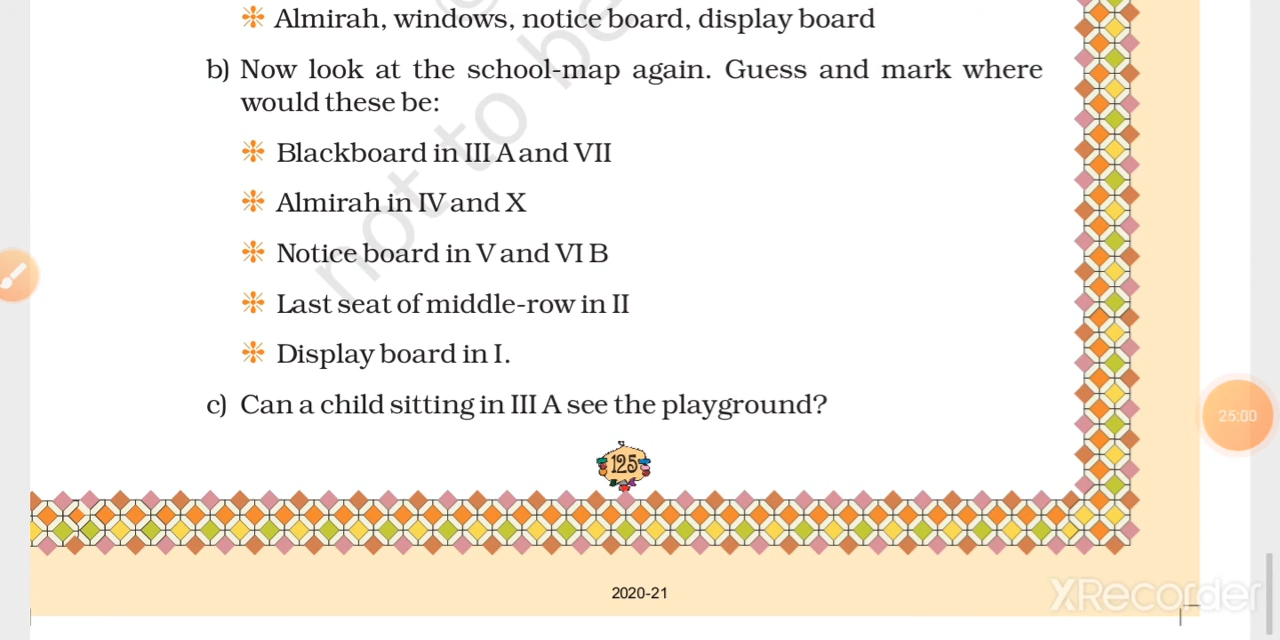 Almirah, windows, notice board, display board
b) Now look at the school-map again. Guess and mark where
would these be:
Blackboard in III A and VII
Almirah in IV and X
Notice board in V and VI B
Last seat of middle-row in II
Display board in I.
c) Can a child sitting in III A see the playground?
not to be
125
25:00
2020-21
XRecorder